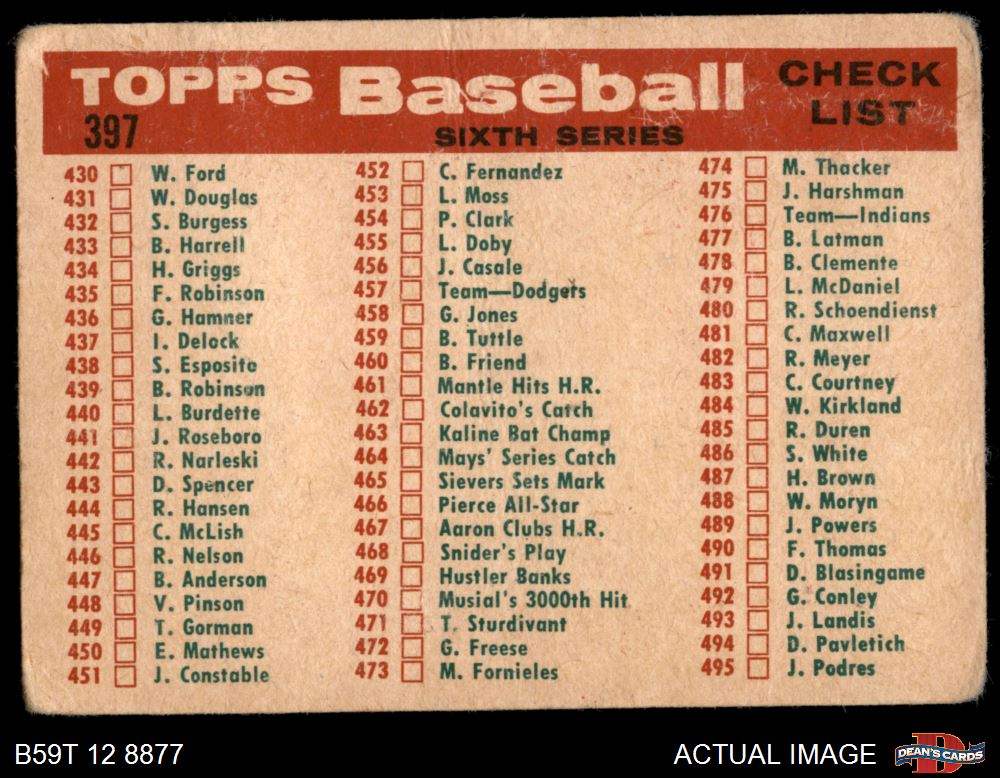 TOPPS Baseball CHECK LIST
397 SIXTH SERIES
430 W. Ford
431 W. Douglas
432 S. Burgess
433 B. Harrell
434 H. Griggs
435 F. Robinson
436 G. Hamner
437 I. Delock
438 S. Esposito
439 B. Robinson
440 L. Burdette
441 J. Roseboro
442 R. Narleski
443 D. Spencer
444 R. Hansen
445 C. McLish
446 R. Nelson
447 B. Anderson
448 V. Pinson
449 T. Gorman
450 E. Mathews
451 J. Constable
452 C. Fernandez
453 L. Moss
454 P. Clark
455 L. Doby
456 J. Casale
457 Team—Dodgers
458 G. Jones
459 B. Tuttle
460 B. Friend
461 Mantle Hits H.R.
462 Colavito's Catch
463 Kaline Bat Champ
464 Mays' Series Catch
465 Sievers Sets Mark
466 Pierce All-Star
467 Aaron Clubs H.R.
468 Snider's Play
469 Hustler Banks
470 Musial's 3000th Hit
471 T. Sturdivant
472 G. Freese
473 M. Fornieles
474 M. Thacker
475 J. Harshman
476 Team—Indians
477 B. Latman
478 B. Clemente
479 L. McDaniel
480 R. Schoendienst
481 C. Maxwell
482 R. Meyer
483 C. Courtney
484 W. Kirkland
485 R. Duren
486 S. White
487 H. Brown
488 W. Moryn
489 J. Powers
490 F. Thomas
491 D. Blasingame
492 G. Conley
493 J. Landis
494 D. Pavletich
495 J. Podres
B59T 12 8877
ACTUAL IMAGE
DEAN'S CARDS